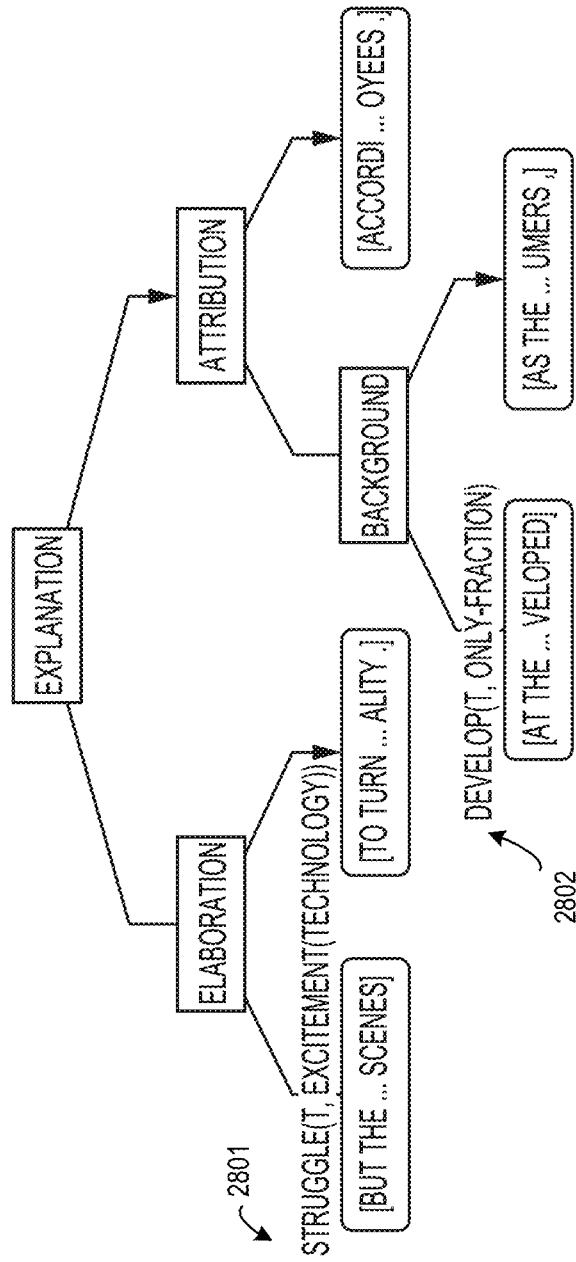 EXPLANATION
ELABORATION
ATTRIBUTION
2801
STRUGGLE(T, EXCITEMENT(TECHNOLOGY))
[BUT THE ... SCENES]
[TO TURN ... ALITY .]
BACKGROUND
[ACCORDI ... OYEES ,]
DEVELOP(T, ONLY-FRACTION)
[AT THE ... VELOPED]
[AS THE ... UMERS ,]
2802